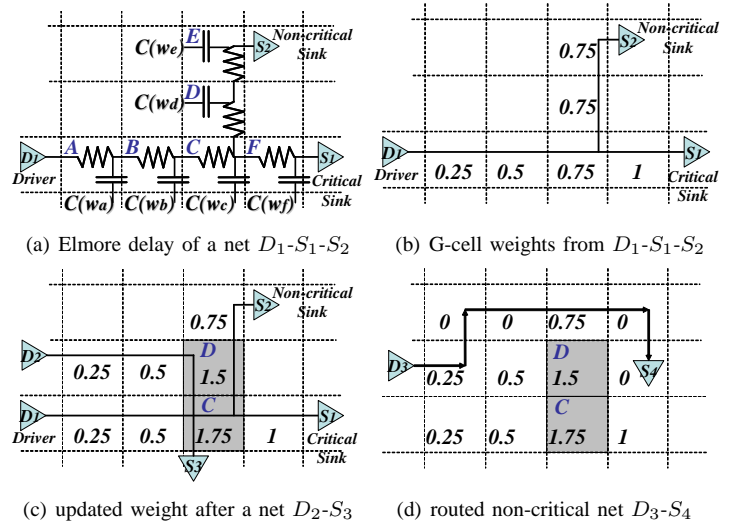 E
C(we)
S2
Non-critical
Sink
D
C(wd)
A
B
C
F
D1
Driver
S1
Critical
Sink
C(wa)
C(wb)
C(wc)
C(wf)
(a) Elmore delay of a net D1-S1-S2
0.75
S2
Non-critical
Sink
0.75
D1
Driver
0.25 0.5 0.75 1
S1
Critical
Sink
(b) G-cell weights from D1-S1-S2
S2
Non-critical
Sink
0.75
D2
D
0.25 0.5 1.5
D1
C
S1
Driver
0.25 0.5 1.75 1
Critical
Sink
S3
(c) updated weight after a net D2-S3
0 0 0.75 0
D3
D
S4
0.25 0.5 1.5 0
C
0.25 0.5 1.75 1
(d) routed non-critical net D3-S4